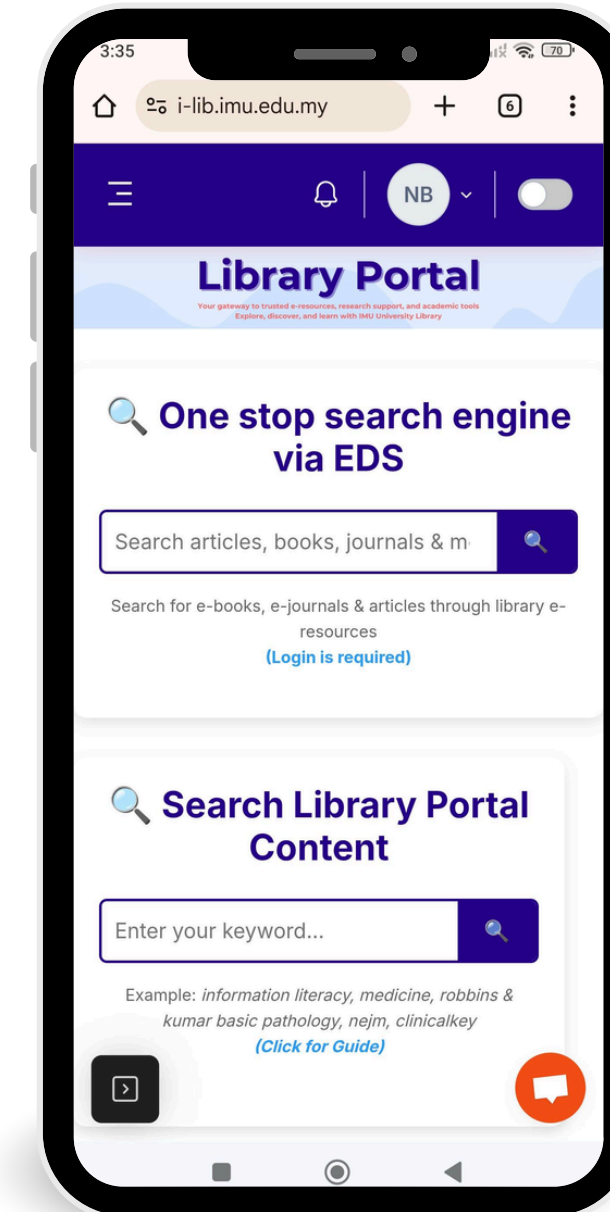 3:35
70
i-lib.imu.edu.my
6
NB
Library Portal
Your gateway to trusted e-resources, research support, and academic tools
Explore, discover, and learn with IMU University Library
One stop search engine
via EDS
Search articles, books, journals & m
Search for e-books, e-journals & articles through library e-
resources
(Login is required)
Search Library Portal
Content
Enter your keyword...
Example: information literacy, medicine, robbins &
kumar basic pathology, nejm, clinicalkey
(Click for Guide)